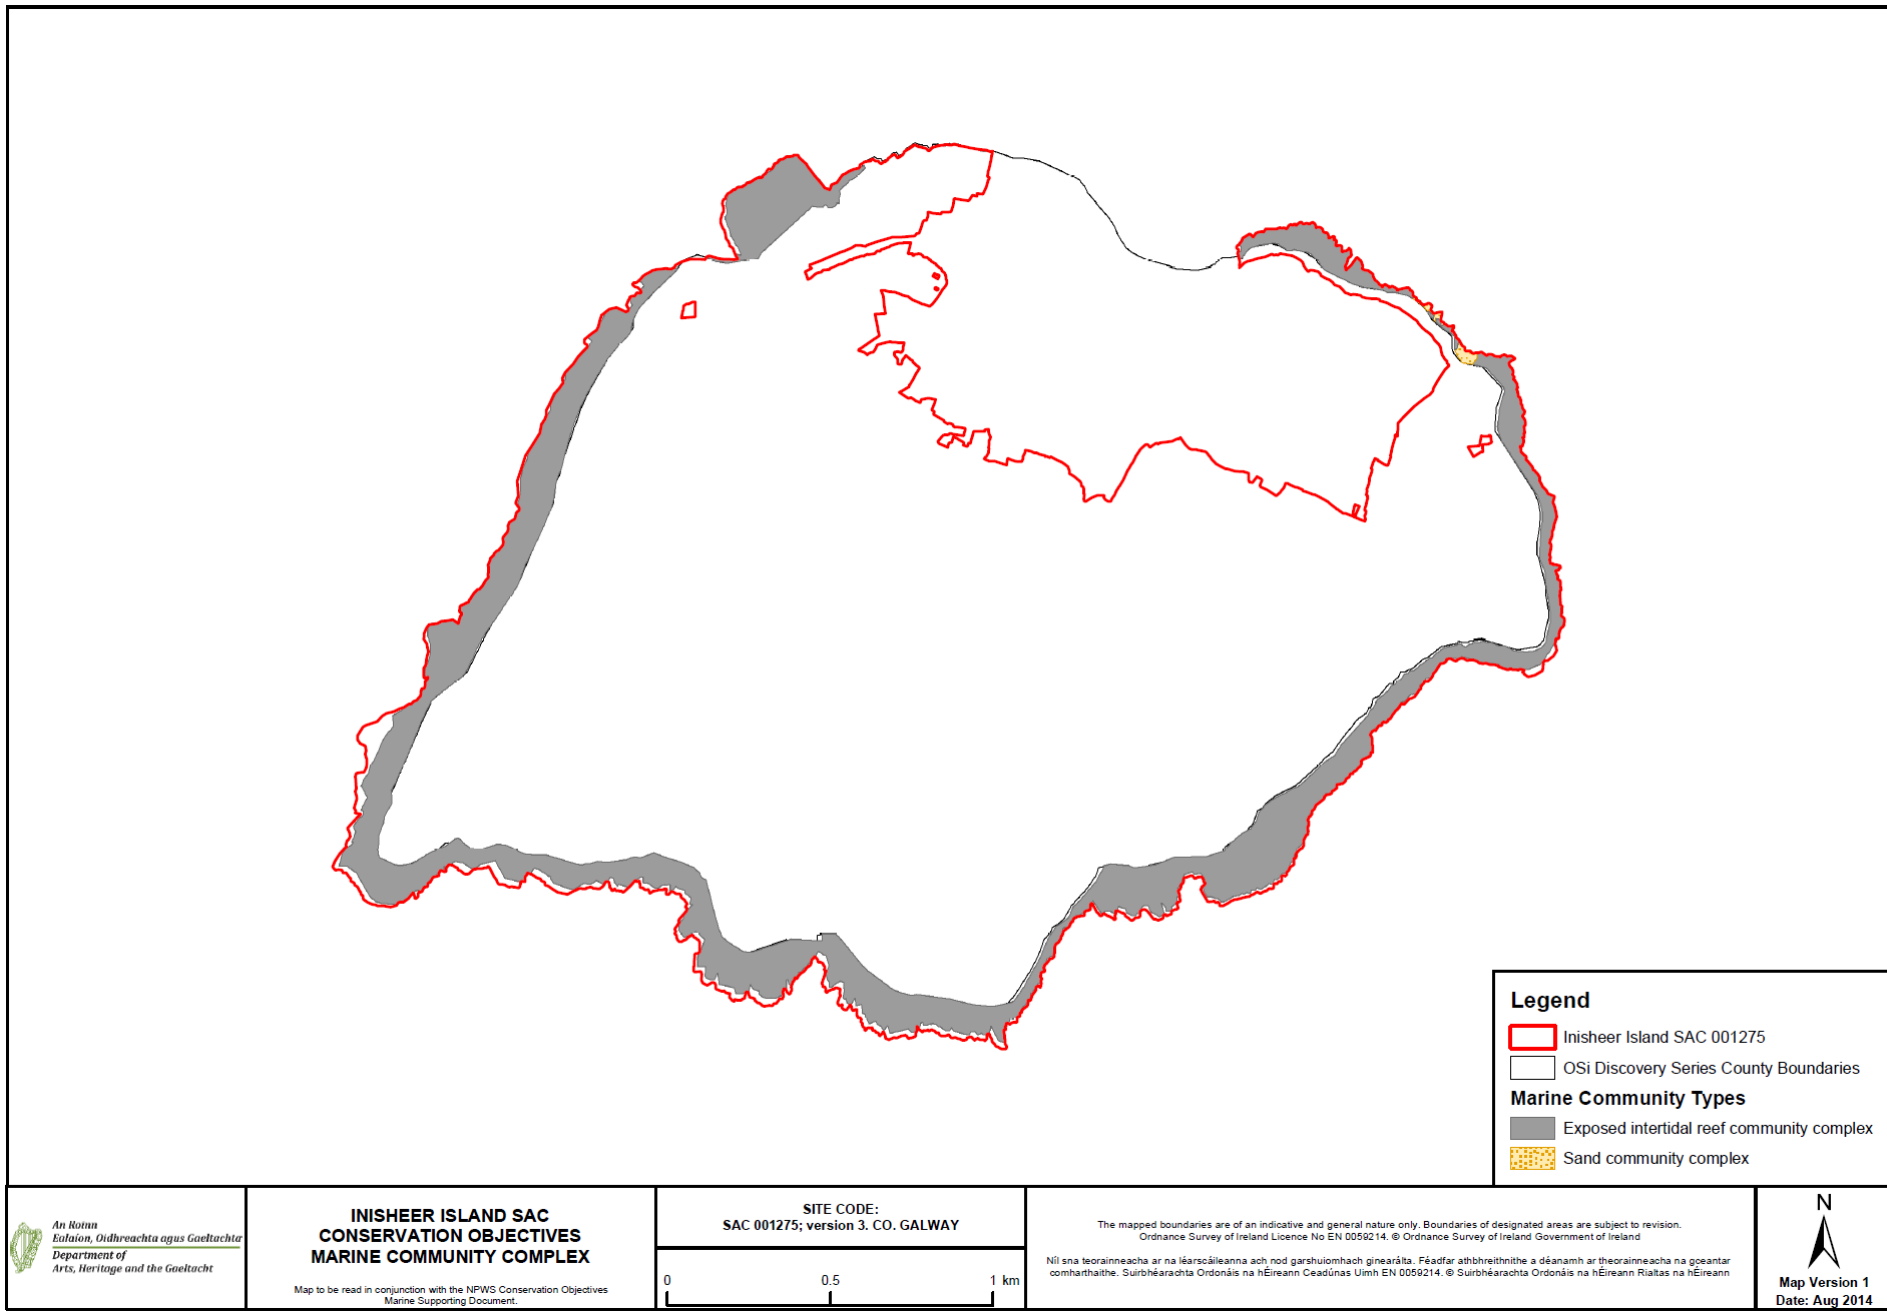 Legend
Inisheer Island SAC 001275
OSi Discovery Series County Boundaries
Marine Community Types
Exposed intertidal reef community complex
Sand community complex
An Roinn
Ealaíon, Oidhreachta agus Gaeltachta
Department of
Arts, Heritage and the Gaeltacht
INISHEER ISLAND SAC
CONSERVATION OBJECTIVES
MARINE COMMUNITY COMPLEX
Map to be read in conjunction with the NPWS Conservation Objectives
Marine Supporting Document.
SITE CODE:
SAC 001275; version 3. CO. GALWAY
0 0.5 1 km
The mapped boundaries are of an indicative and general nature only. Boundaries of designated areas are subject to revision.
Ordnance Survey of Ireland Licence No EN 0059214. © Ordnance Survey of Ireland Government of Ireland
Níl sna teorainneacha ar na léarscáileanna ach nod garshuiomhach ginearálta. Féadfar athbhreithnithe a déanamh ar theorainneacha na gceantar
comharthaithe. Suirbhéarachta Ordonáis na hÉireann Ceadúnas Uimh EN 0059214. © Suirbhéarachta Ordonáis na hÉireann Rialtas na hÉireann
N
Map Version 1
Date: Aug 2014